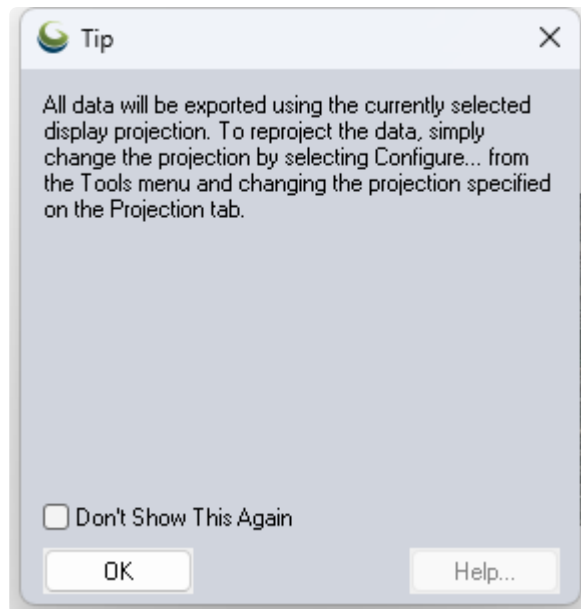 Tip
All data will be exported using the currently selected
display projection. To reproject the data, simply
change the projection by selecting Configure... from
the Tools menu and changing the projection specified
on the Projection tab.
Don't Show This Again
OK
Help...